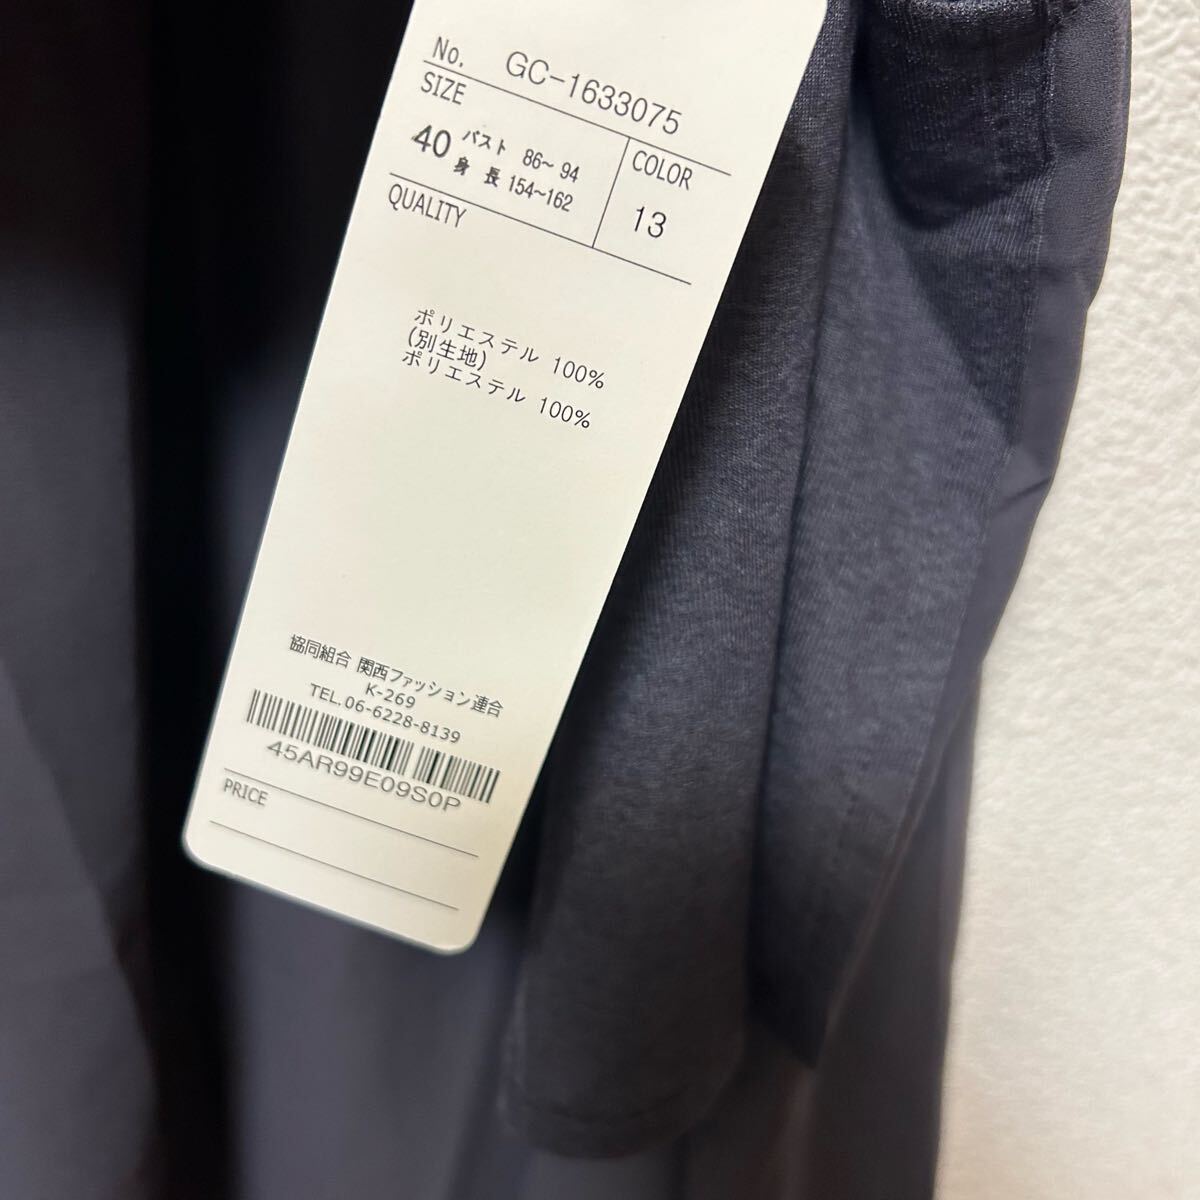 No. GC-1633075
SIZE
40 バスト 86~94
身長 154~162
COLOR
13
QUALITY
ポリエステル 100%
(別生地)
ポリエステル 100%
協同組合 関西ファッション連合
K-269
TEL.06-6228-8139
45AR99E09S0P
PRICE